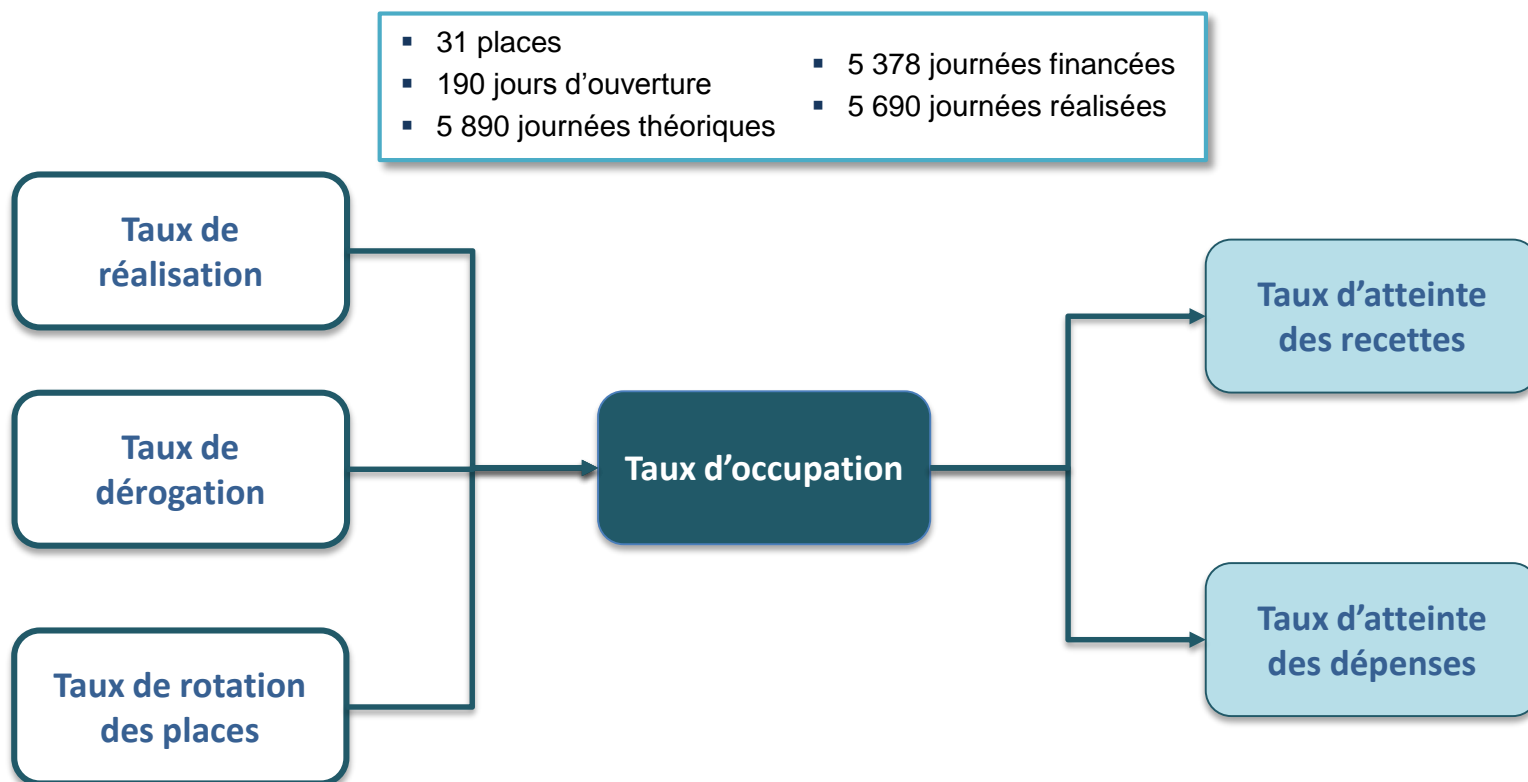 ▪ 31 places
▪ 190 jours d’ouverture
▪ 5 890 journées théoriques
▪ 5 378 journées financées
▪ 5 690 journées réalisées
Taux de
réalisation
Taux de
dérogation
Taux de rotation
des places
Taux d’occupation
Taux d’atteinte
des recettes
Taux d’atteinte
des dépenses